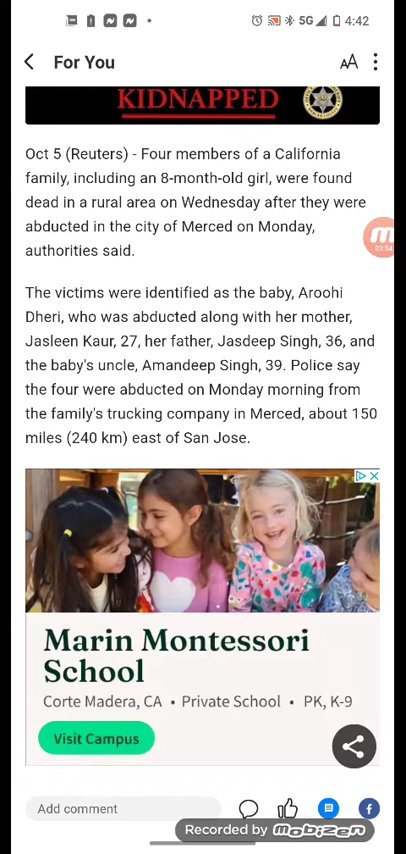 5G 4:42
For You
AA
KIDNAPPED
Oct 5 (Reuters) - Four members of a California
family, including an 8-month-old girl, were found
dead in a rural area on Wednesday after they were
abducted in the city of Merced on Monday,
authorities said.
m
03:54
The victims were identified as the baby, Aroohi
Dheri, who was abducted along with her mother,
Jasleen Kaur, 27, her father, Jasdeep Singh, 36, and
the baby's uncle, Amandeep Singh, 39. Police say
the four were abducted on Monday morning from
the family's trucking company in Merced, about 150
miles (240 km) east of San Jose.
Marin Montessori
School
Corte Madera, CA • Private School • PK, K-9
Visit Campus
Add comment
f
Recorded by mobizen